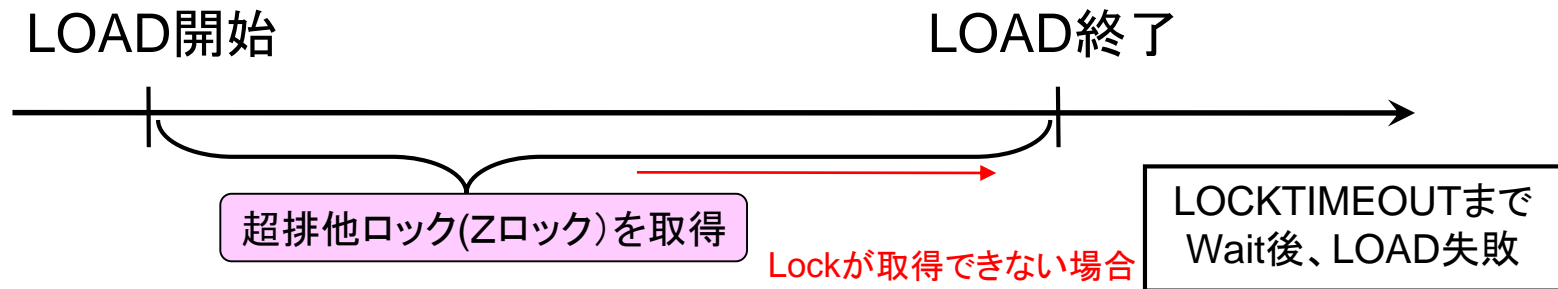 LOAD開始
LOAD終了
超排他ロック(Zロック）を取得
Lockが取得できない場合
LOCKTIMEOUTまで
Wait後、LOAD失敗